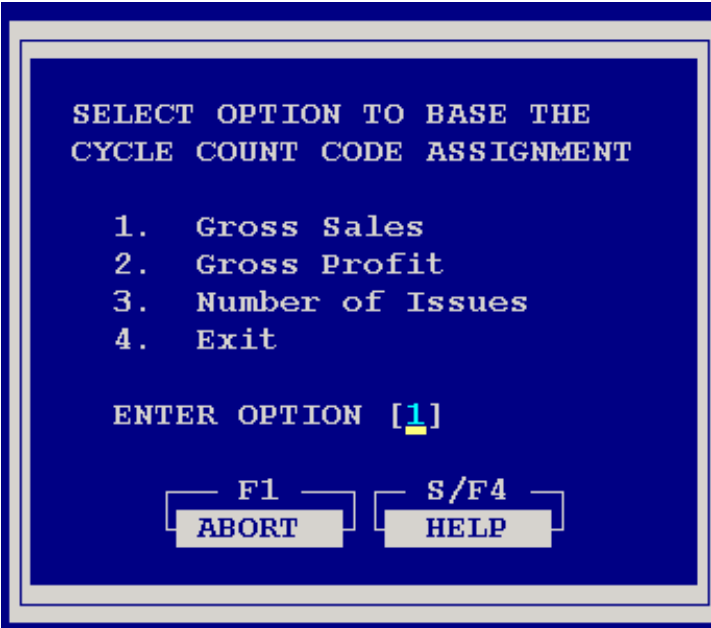 SELECT OPTION TO BASE THE
CYCLE COUNT CODE ASSIGNMENT
1. Gross Sales
2. Gross Profit
3. Number of Issues
4. Exit
ENTER OPTION [1]
F1 S/F4
ABORT HELP